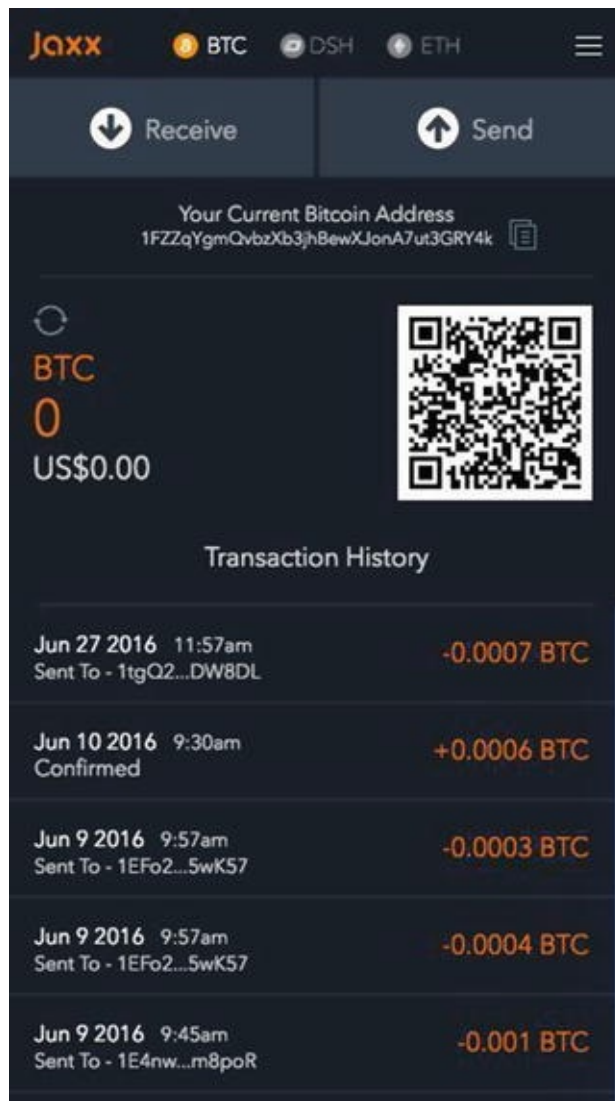 Jaxx BTC DSH ETH
Receive Send
Your Current Bitcoin Address
1FZZqYgmQvbzXb3jhBewXJonA7ut3GRY4k
BTC
0
US$0.00
Transaction History
Jun 27 2016 11:57am
Sent To - 1tgQ2...DW8DL
-0.0007 BTC
Jun 10 2016 9:30am
Confirmed
+0.0006 BTC
Jun 9 2016 9:57am
Sent To - 1EFo2...5wK57
-0.0003 BTC
Jun 9 2016 9:57am
Sent To - 1EFo2...5wK57
-0.0004 BTC
Jun 9 2016 9:45am
Sent To - 1E4nw...m8poR
-0.001 BTC